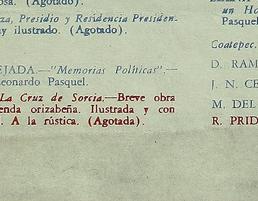 osa. (Agotado).
za, Presidio y Residencia Presiden-
y ilustrado. (Agotado).
EJADA.—"Memorias Políticas".—
eonardo Pasquel.
La Cruz de Sorcia.—Breve obra
enda orizabeña. Ilustrada y con
. A la rústica. (Agotada).
un Ho
Pasquel
Coatepec.
D. RAM
J. N. CE
M. DEL
R. PRID